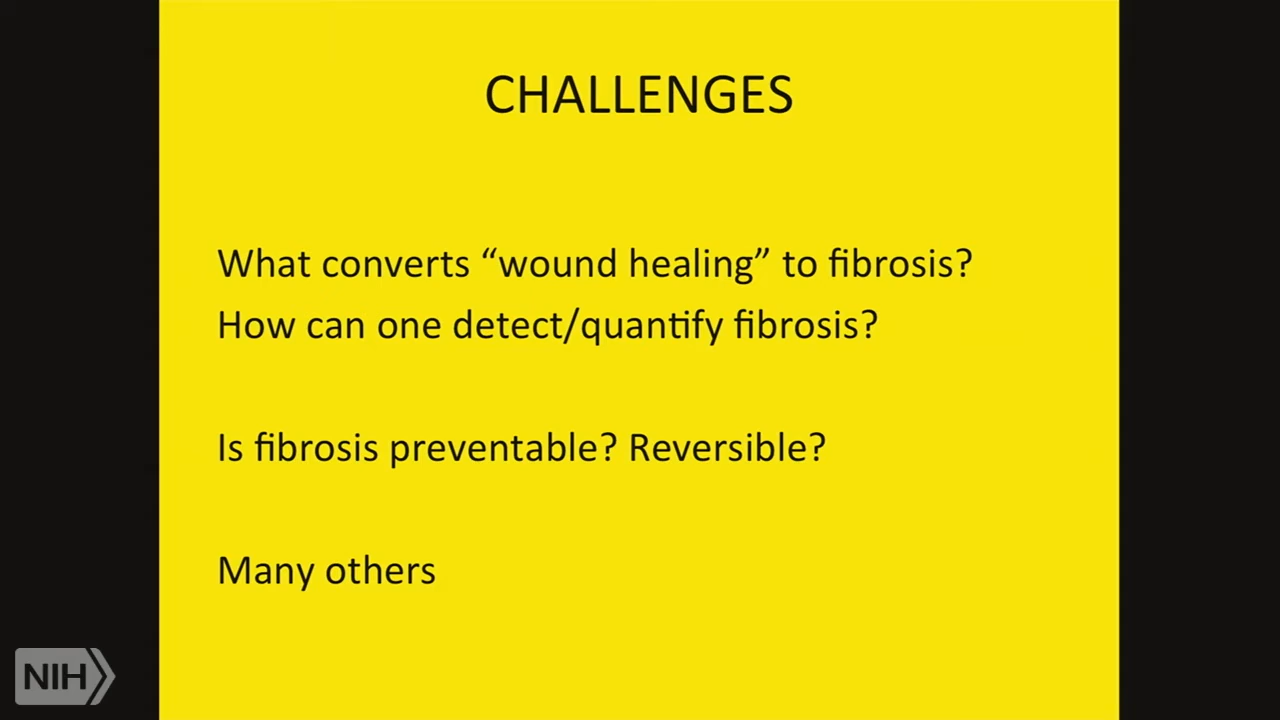 CHALLENGES
What converts “wound healing” to fibrosis?
How can one detect/quantify fibrosis?
Is fibrosis preventable? Reversible?
Many others
NIH